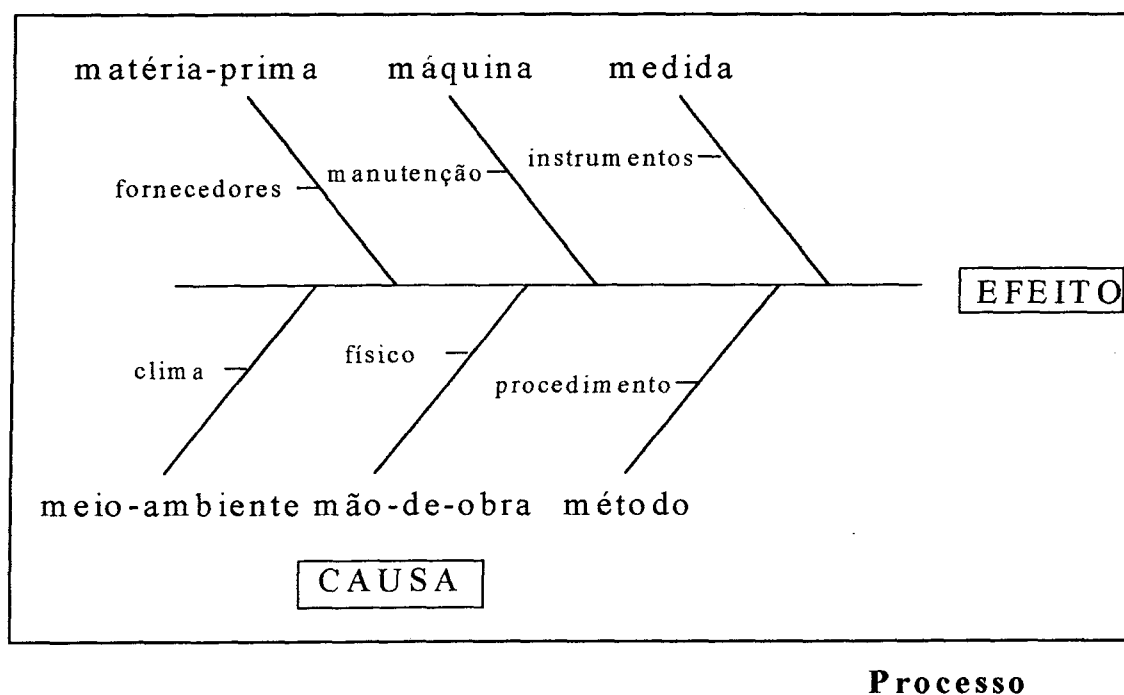 matéria-prima máquina medida
instrumentos
manutenção
fornecedores
EFEITO
físico
clima
procedimento
meio-ambiente mão-de-obra método
CAUSA
Processo